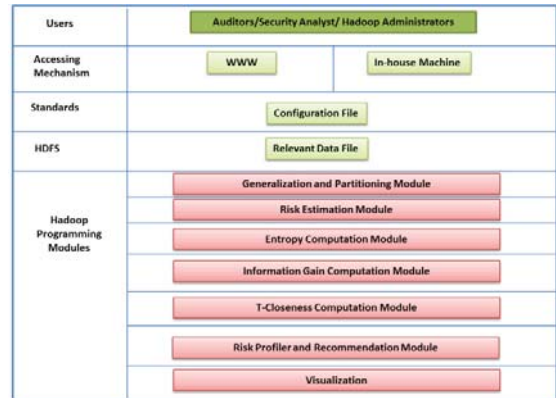 Users
Auditors/Security Analyst/ Hadoop Administrators
Accessing
Mechanism
WWW
In-house Machine
Standards
Configuration File
HDFS
Relevant Data File
Hadoop
Programming
Modules
Generalization and Partitioning Module
Risk Estimation Module
Entropy Computation Module
Information Gain Computation Module
T-Closeness Computation Module
Risk Profiler and Recommendation Module
Visualization